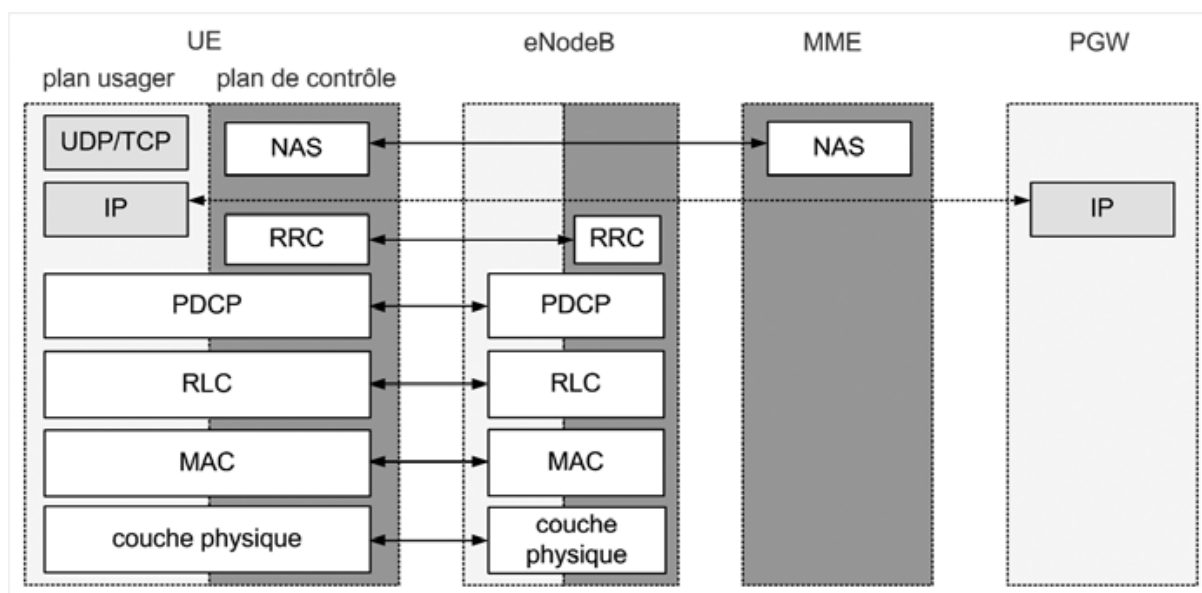 UE eNodeB MME PGW
plan usager plan de contrôle
UDP/TCP NAS NAS
IP IP
RRC RRC
PDCP PDCP
RLC RLC
MAC MAC
couche physique couche
physique